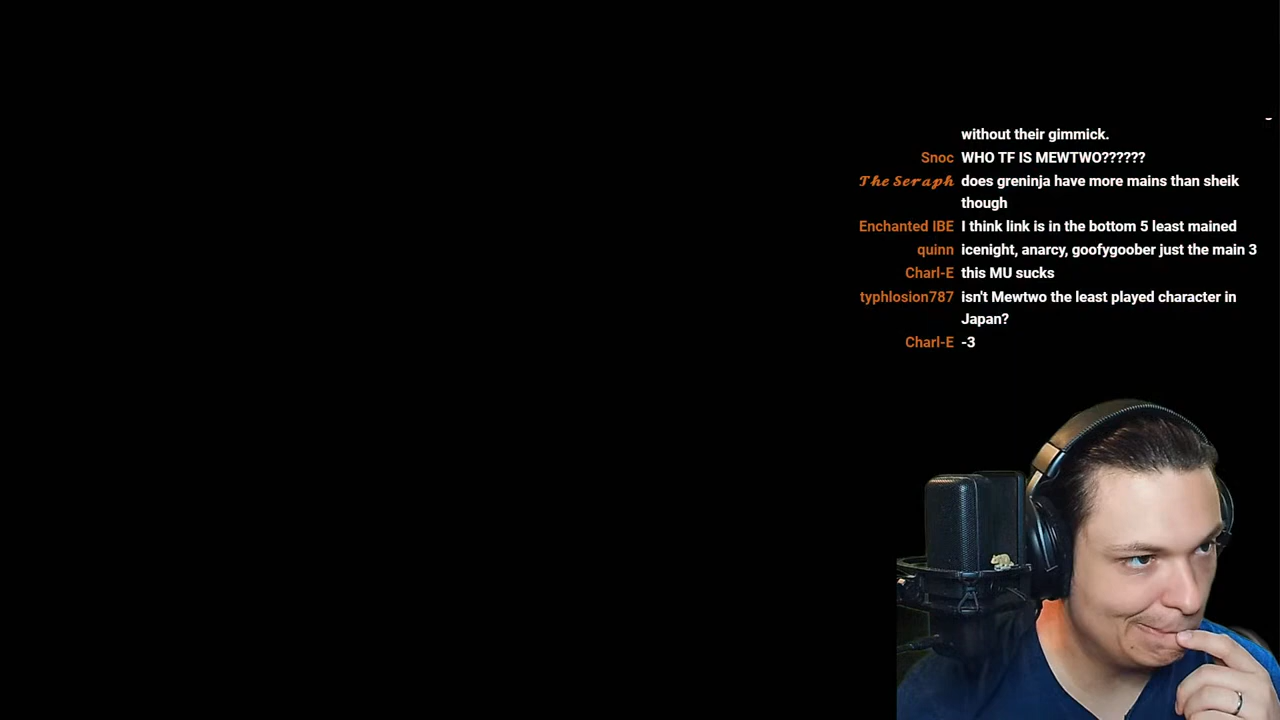 without their gimmick.
Snoc WHO TF IS MEWTWO??????
The Seraph does greninja have more mains than sheik
though
Enchanted IBE I think link is in the bottom 5 least mained
quinn icenight, anarcy, goofygoober just the main 3
Charl-E this MU sucks
typhlosion787 isn't Mewtwo the least played character in
Japan?
Charl-E -3